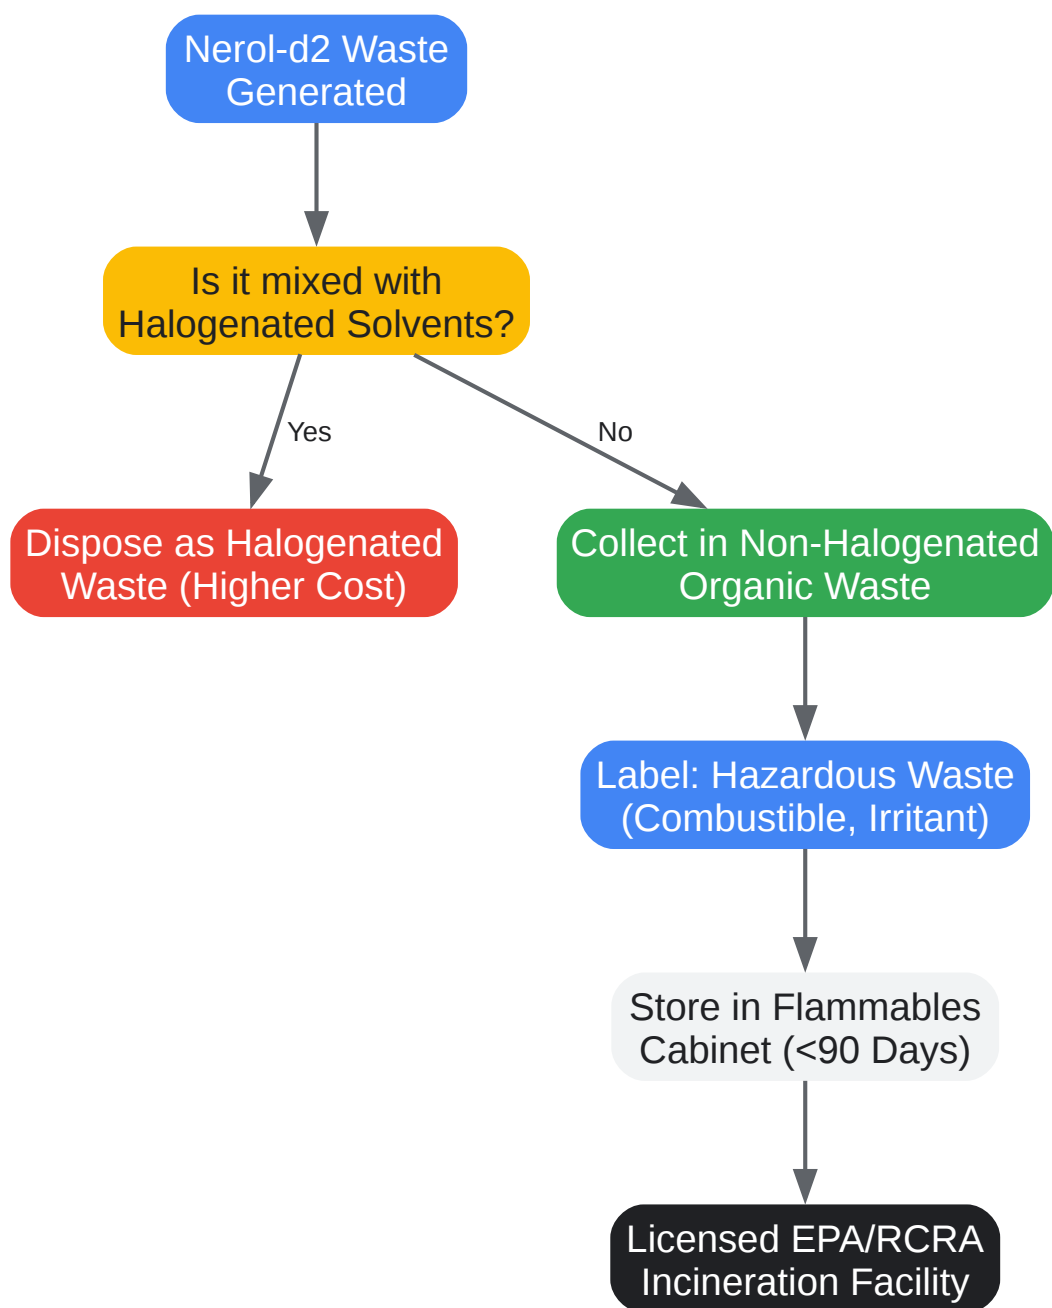 Nerol-d2 Waste
Generated
Is it mixed with
Halogenated Solvents?
Yes
No
Dispose as Halogenated
Waste (Higher Cost)
Collect in Non-Halogenated
Organic Waste
Label: Hazardous Waste
(Combustible, Irritant)
Store in Flammables
Cabinet (<90 Days)
Licensed EPA/RCRA
Incineration Facility